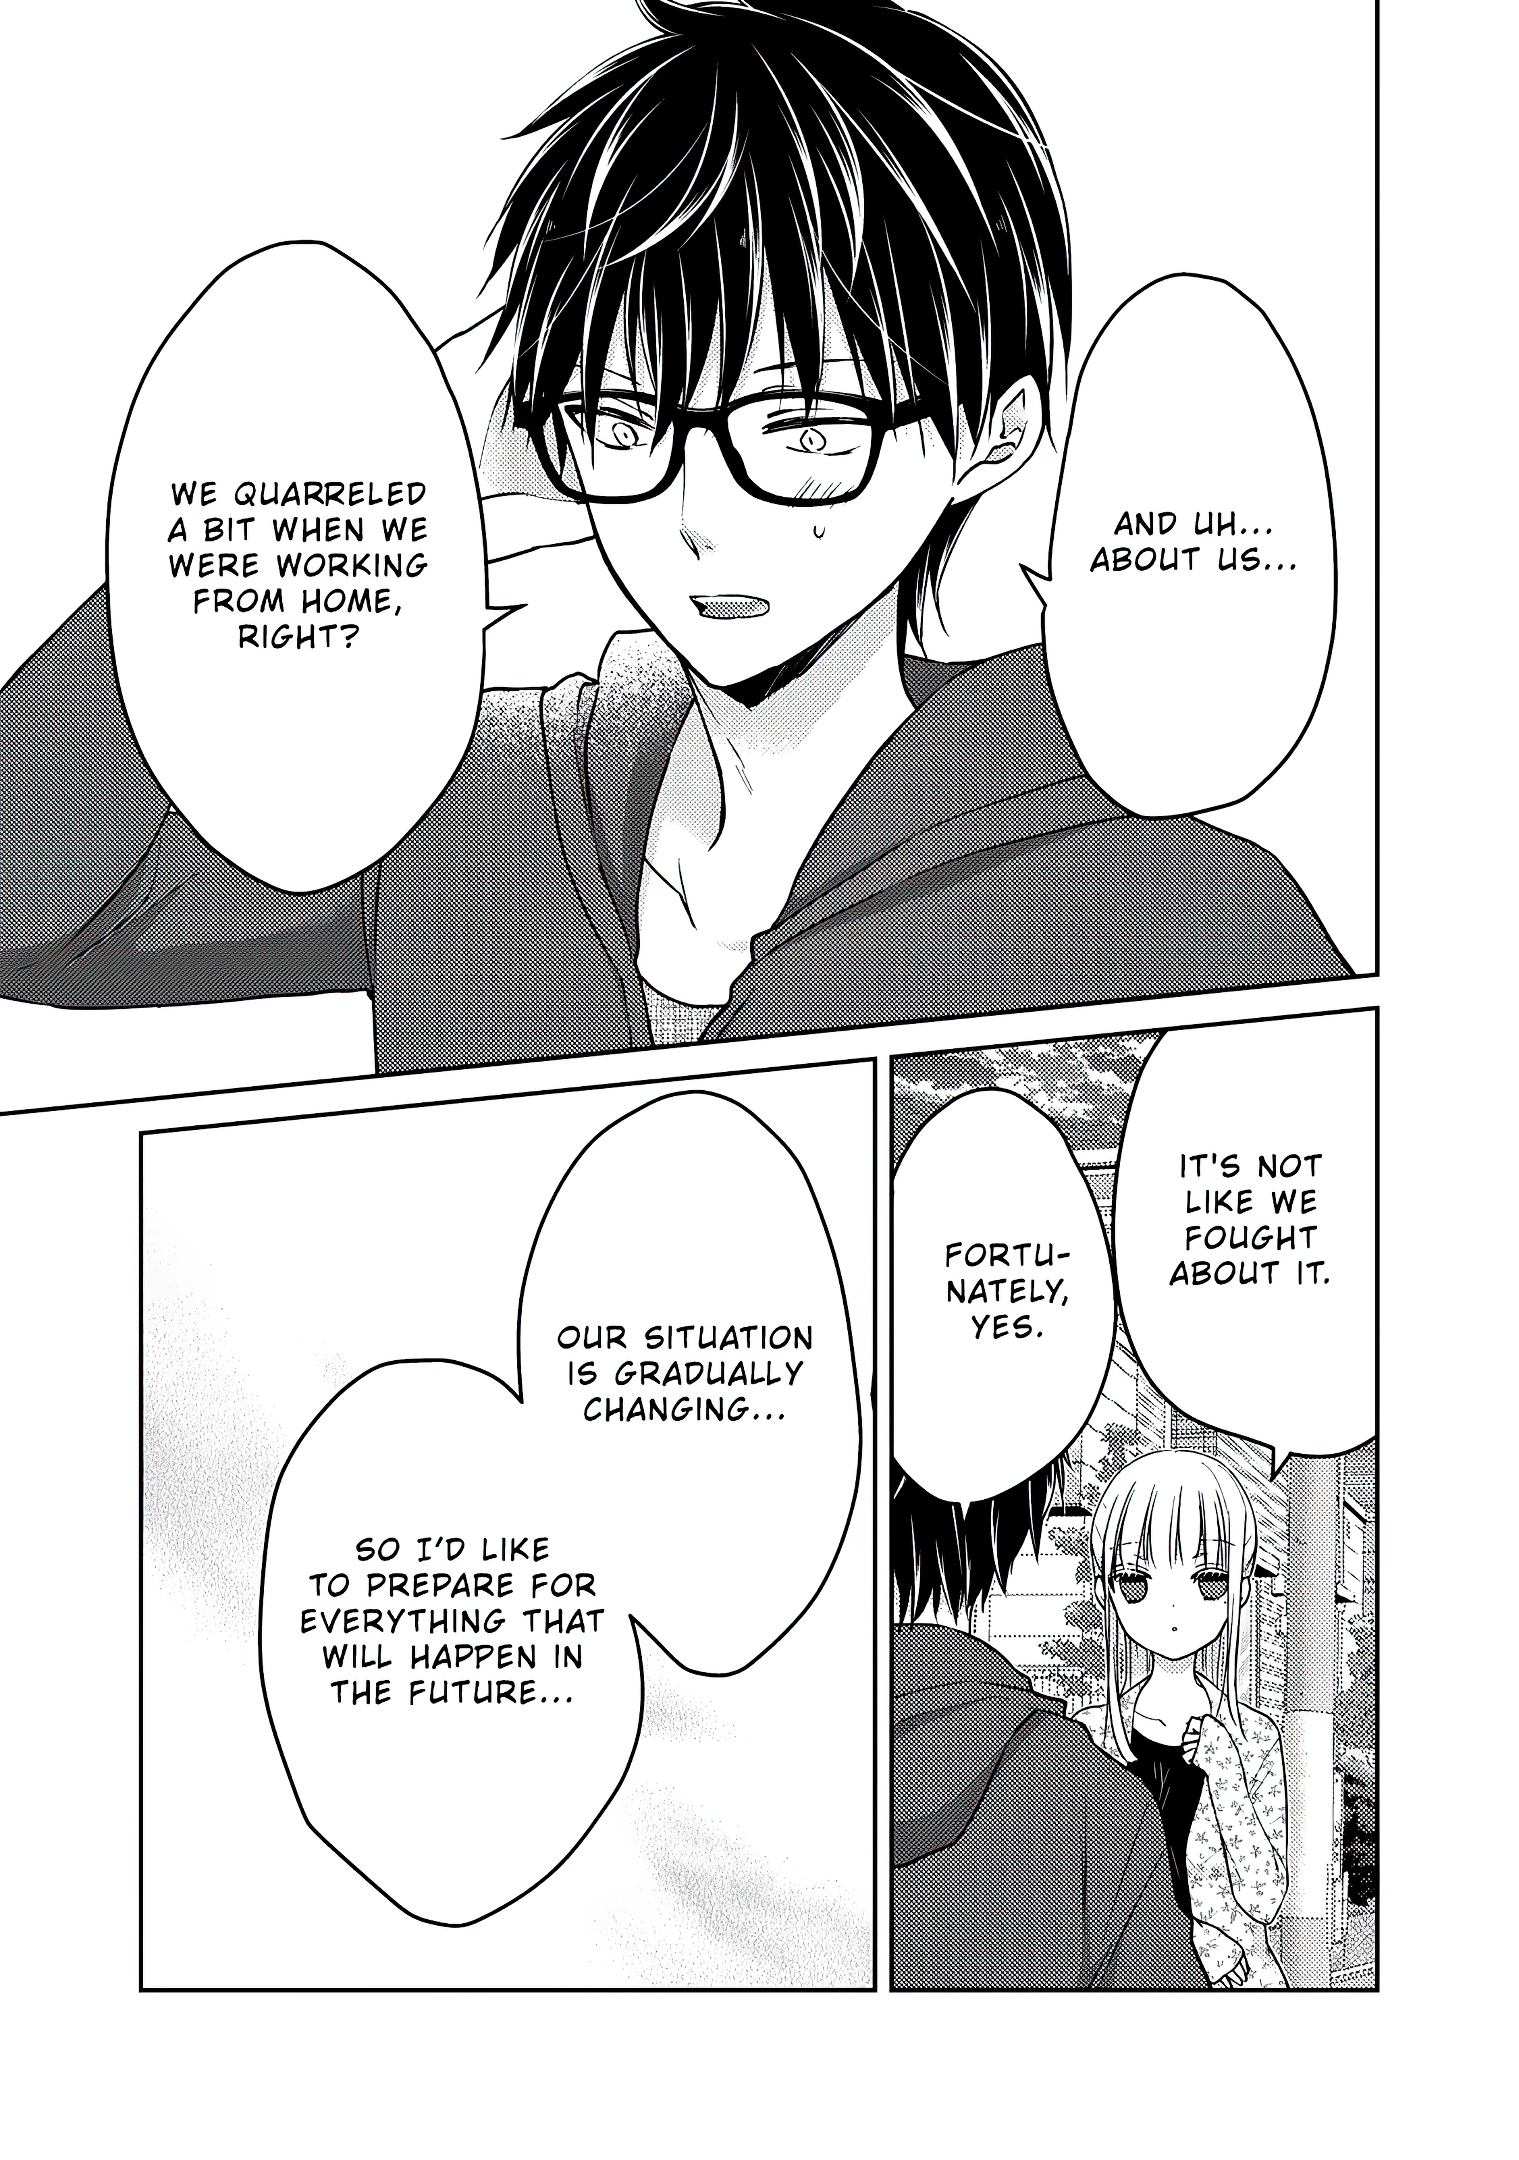 AND UH...
ABOUT US...
WE QUARRELED
A BIT WHEN WE
WERE WORKING
FROM HOME,
RIGHT?
IT'S NOT
LIKE WE
FOUGHT
ABOUT IT.
FORTU-
NATELY,
YES.
OUR SITUATION
IS GRADUALLY
CHANGING...
SO I'D LIKE
TO PREPARE FOR
EVERYTHING THAT
WILL HAPPEN IN
THE FUTURE...